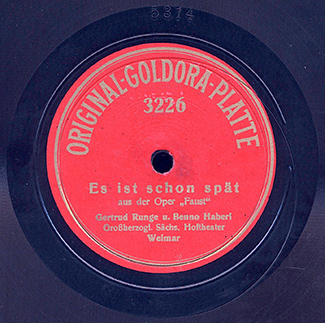 5314
ORIGINAL-GOLDORA-PLATTE
3226
Es ist schon spät
aus der Oper „Faust“
Gertrud Runge u. Benno Haberl
Großherzogl. Sächs. Hoftheater
Weimar